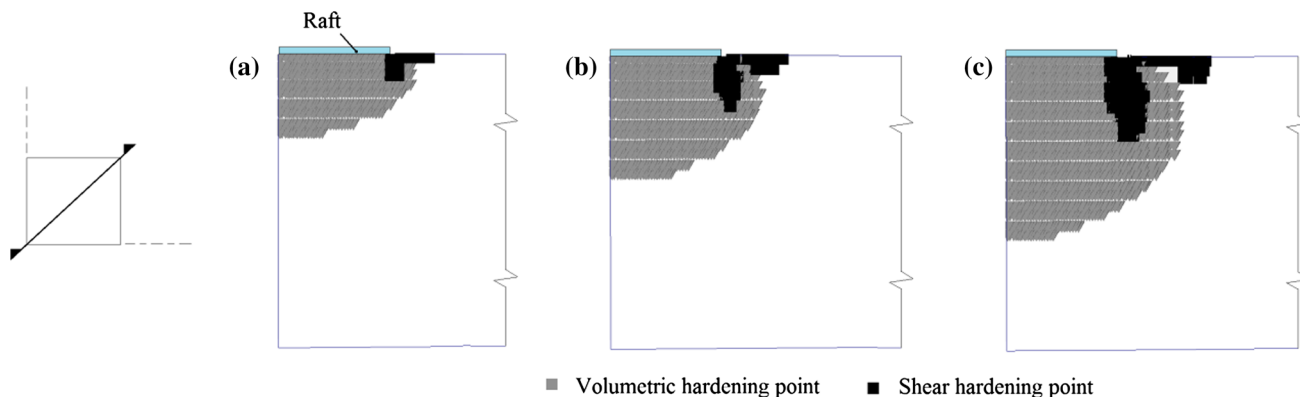 Raft
(a)
(b)
(c)
Volumetric hardening point
Shear hardening point